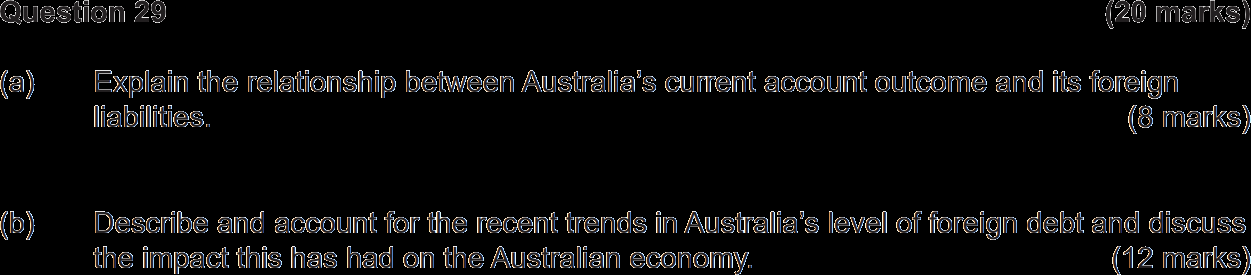 Question 29 (20 marks)
(a) Explain the relationship between Australia's current account outcome and its foreign
liabilities. (8 marks)
(b) Describe and account for the recent trends in Australia's level of foreign debt and discuss
the impact this has had on the Australian economy. (12 marks)